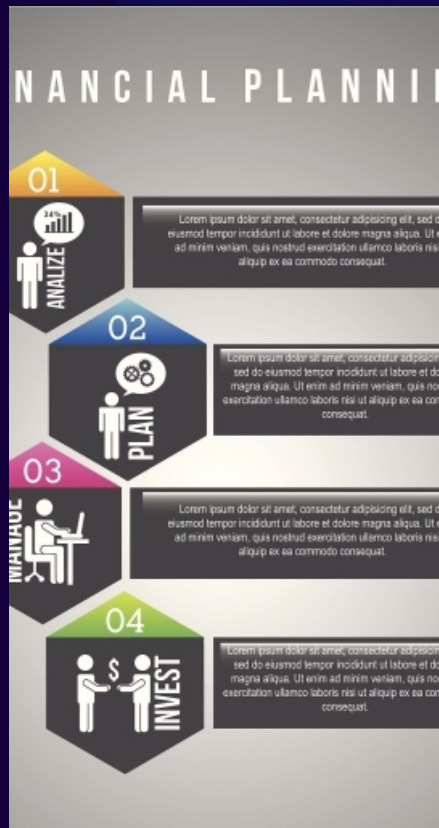 NANCIAL PLANNI
01
34%
ANALIZE
Lorem ipsum dolor sit amet, consectetur adipisicing elit, sed d
eiusmod tempor incididunt ut labore et dolore magna aliqua. Ut e
ad minim veniam, quis nostrud exercitation ullamco laboris nis
aliquip ex ea commodo consequat.
02
PLAN
Lorem ipsum dolor sit amet, consectetur adipisicin
sed do eiusmod tempor incididunt ut labore et do
magna aliqua. Ut enim ad minim veniam, quis no
exercitation ullamco laboris nisi ut aliquip ex ea co
consequat.
03
MANAGE
Lorem ipsum dolor sit amet, consectetur adipisicing elit, sed d
eiusmod tempor incididunt ut labore et dolore magna aliqua. Ut e
ad minim veniam, quis nostrud exercitation ullamco laboris nis
aliquip ex ea commodo consequat.
04
$
INVEST
Lorem ipsum dolor sit amet, consectetur adipisicin
sed do eiusmod tempor incididunt ut labore et do
magna aliqua. Ut enim ad minim veniam, quis no
exercitation ullamco laboris nisi ut aliquip ex ea co
consequat.